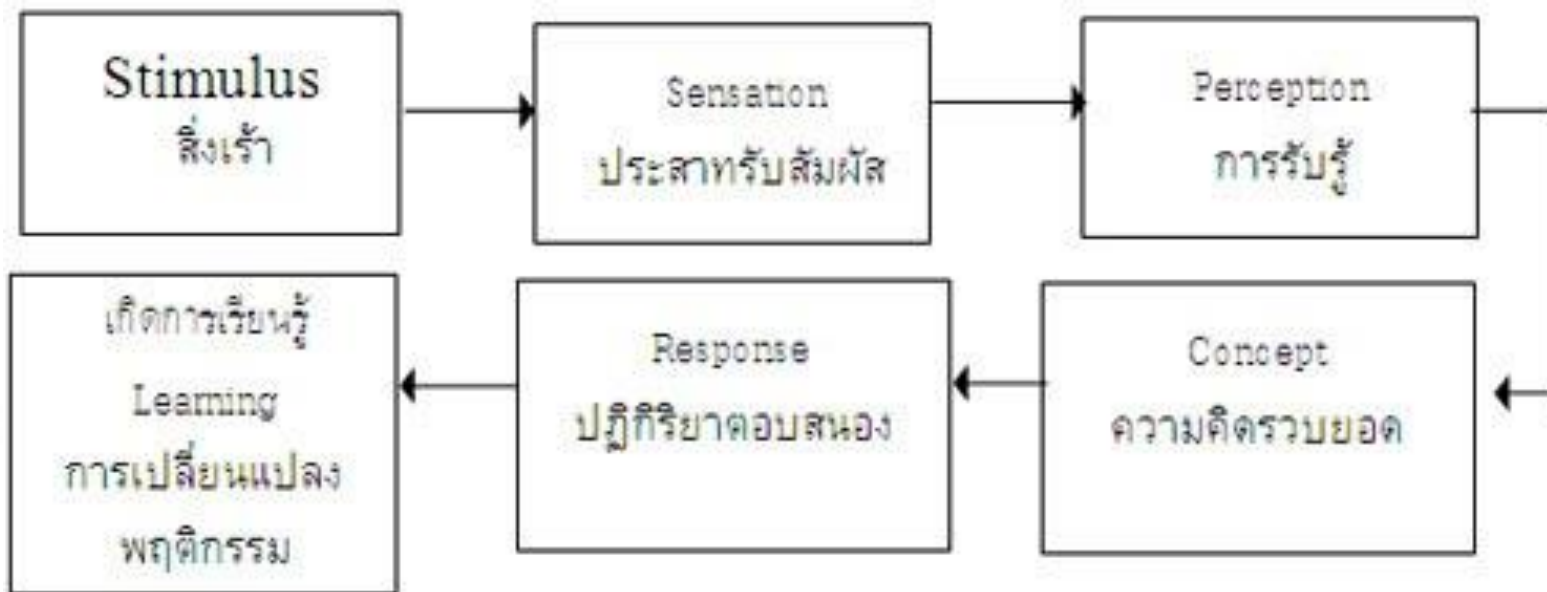 Stimulus
สิ่งเร้า
Sensation
ประสาทรับสัมผัส
Perception
การรับรู้
Concept
ความคิดรวบยอด
Response
ปฏิกิริยาตอบสนอง
เกิดการเรียนรู้
Learning
การเปลี่ยนแปลง
พฤติกรรม